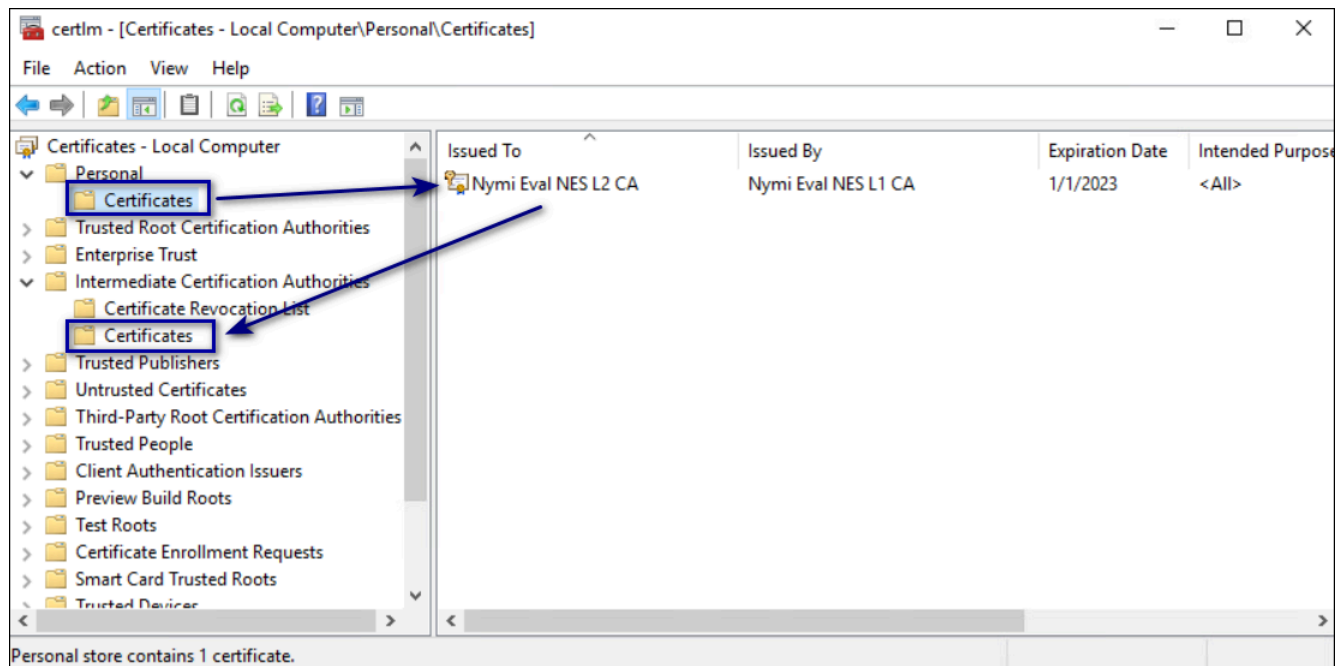 certlm - [Certificates - Local Computer\Personal\Certificates]
File Action View Help
Certificates - Local Computer
Personal
Certificates
Trusted Root Certification Authorities
Enterprise Trust
Intermediate Certification Authorities
Certificate Revocation List
Certificates
Trusted Publishers
Untrusted Certificates
Third-Party Root Certification Authorities
Trusted People
Client Authentication Issuers
Preview Build Roots
Test Roots
Certificate Enrollment Requests
Smart Card Trusted Roots
Trusted Devices
Issued To Issued By Expiration Date Intended Purpose
Nymi Eval NES L2 CA Nymi Eval NES L1 CA 1/1/2023 <All>
Personal store contains 1 certificate.